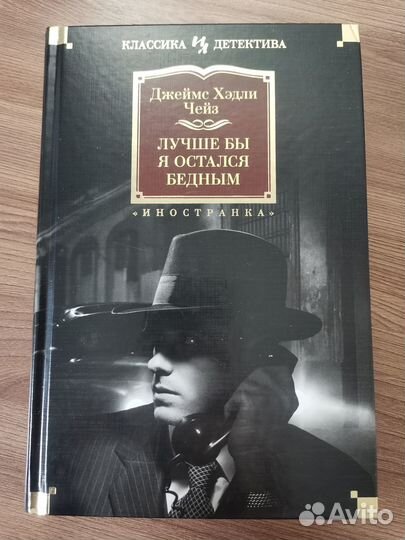 КЛАССИКА ДЕТЕКТИВА
Джеймс Хэдли
Чейз
ЛУЧШЕ БЫ
Я ОСТАЛСЯ
БЕДНЫМ
«ИНОСТРАНКА»
Avito